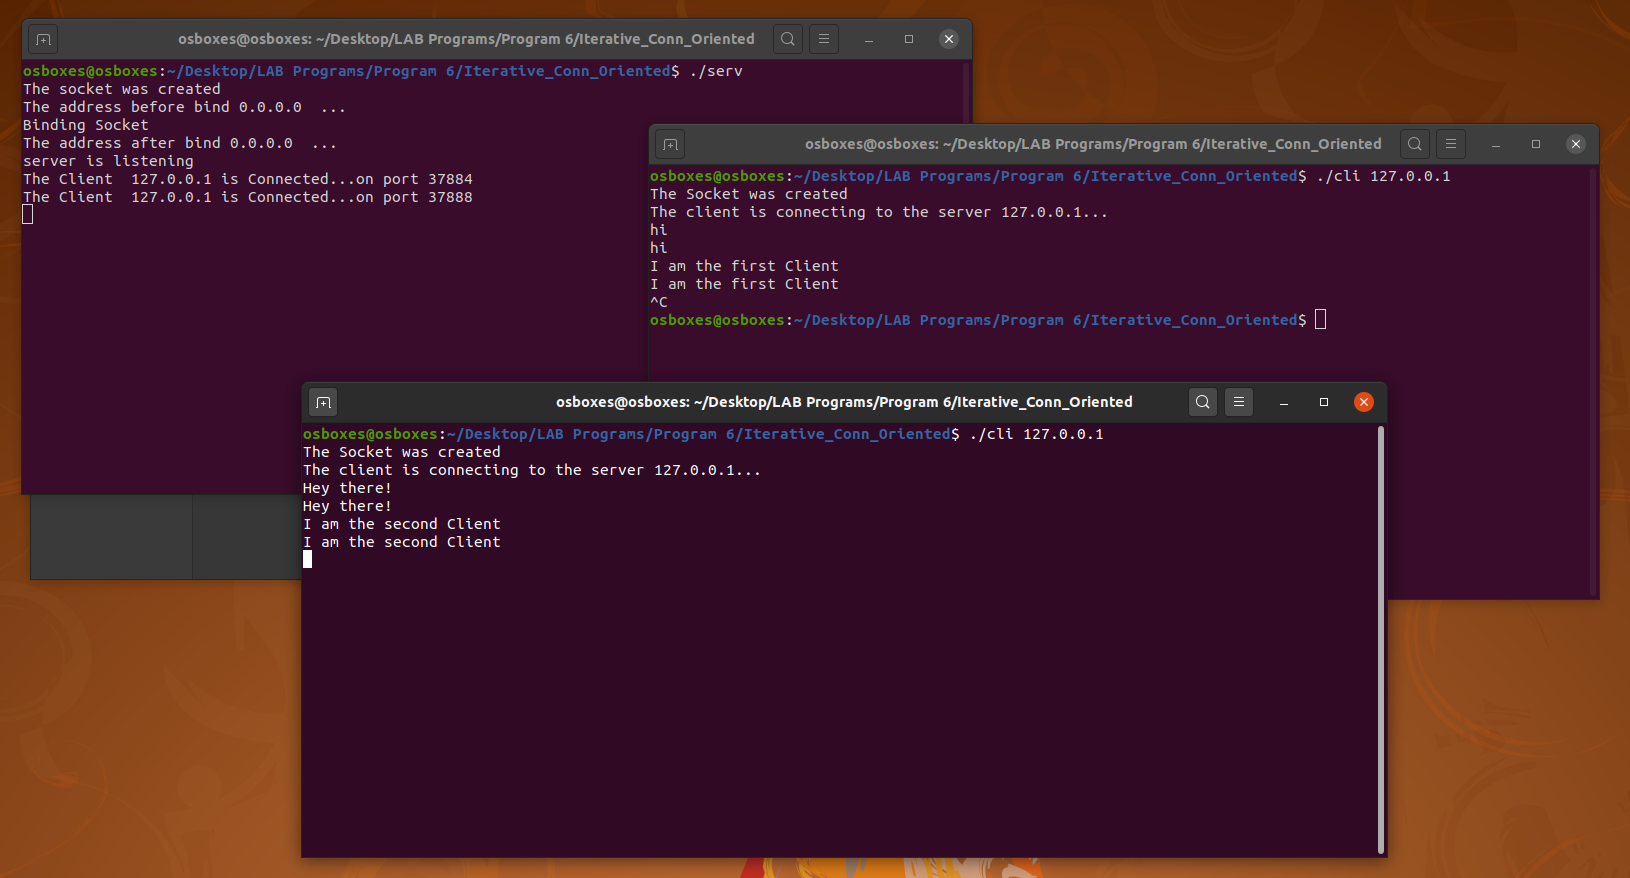 osboxes@osboxes: ~/Desktop/LAB Programs/Program 6/Iterative_Conn_Oriented
osboxes@osboxes:~/Desktop/LAB Programs/Program 6/Iterative_Conn_Oriented$ ./serv
The socket was created
The address before bind 0.0.0.0  ...
Binding Socket
The address after bind 0.0.0.0  ...
server is listening
The Client  127.0.0.1 is Connected...on port 37884
The Client  127.0.0.1 is Connected...on port 37888
osboxes@osboxes: ~/Desktop/LAB Programs/Program 6/Iterative_Conn_Oriented
osboxes@osboxes:~/Desktop/LAB Programs/Program 6/Iterative_Conn_Oriented$ ./cli 127.0.0.1
The Socket was created
The client is connecting to the server 127.0.0.1...
hi
hi
I am the first Client
I am the first Client
^C
osboxes@osboxes:~/Desktop/LAB Programs/Program 6/Iterative_Conn_Oriented$
osboxes@osboxes: ~/Desktop/LAB Programs/Program 6/Iterative_Conn_Oriented
osboxes@osboxes:~/Desktop/LAB Programs/Program 6/Iterative_Conn_Oriented$ ./cli 127.0.0.1
The Socket was created
The client is connecting to the server 127.0.0.1...
Hey there!
Hey there!
I am the second Client
I am the second Client